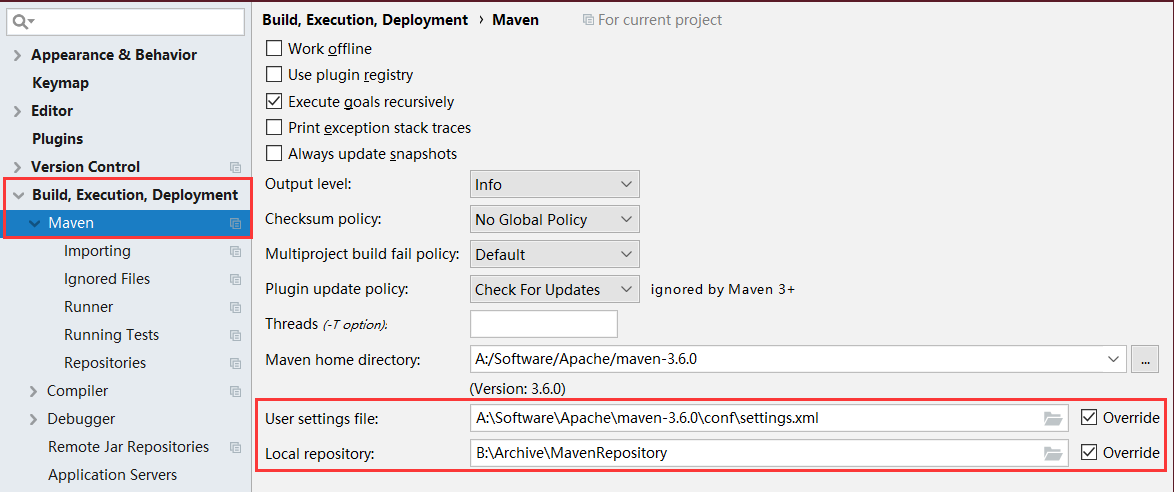 Appearance & Behavior
Keymap
Editor
Plugins
Version Control
Build, Execution, Deployment
Maven
Importing
Ignored Files
Runner
Running Tests
Repositories
Compiler
Debugger
Remote Jar Repositories
Application Servers
Build, Execution, Deployment › Maven For current project
Work offline
Use plugin registry
Execute goals recursively
Print exception stack traces
Always update snapshots
Output level: Info
Checksum policy: No Global Policy
Multiproject build fail policy: Default
Plugin update policy: Check For Updates ignored by Maven 3+
Threads (-T option):
Maven home directory: A:/Software/Apache/maven-3.6.0 ...
(Version: 3.6.0)
User settings file: A:\Software\Apache\maven-3.6.0\conf\settings.xml Override
Local repository: B:\Archive\MavenRepository Override